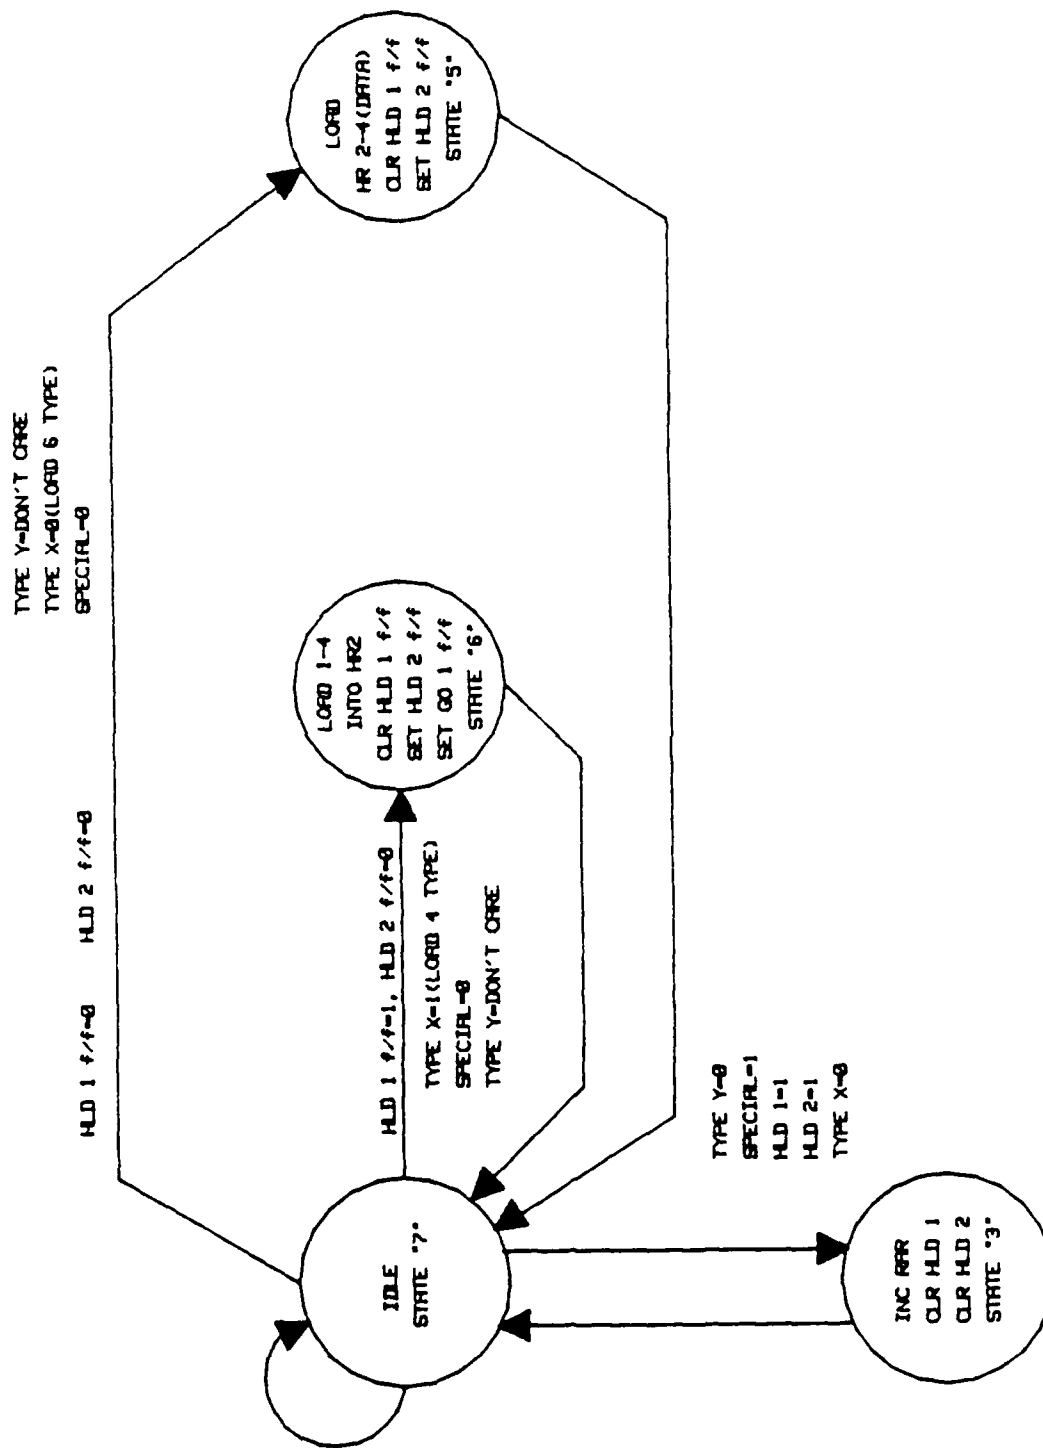 TYPE Y=DON'T CARE
TYPE X=0(LOAD 6 TYPE)
SPECIAL=0
HLD 1 f/f=0 HLD 2 f/f=0
LOAD
HR 2-4(DATA)
CLR HLD 1 f/f
SET HLD 2 f/f
STATE "5"
LOAD 1-4
INTO HR2
CLR HLD 1 f/f
SET HLD 2 f/f
SET GO 1 f/f
STATE "6"
HLD 1 f/f=1, HLD 2 f/f=0
TYPE X=1(LOAD 4 TYPE)
SPECIAL=0
TYPE Y=DON'T CARE
IDLE
STATE "7"
TYPE Y=0
SPECIAL=1
HLD 1=1
HLD 2=1
TYPE X=0
INC RAR
CLR HLD 1
CLR HLD 2
STATE "3"